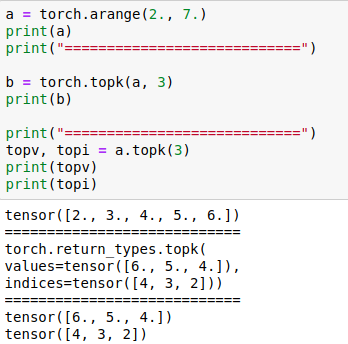 a = torch.arange(2., 7.)
print(a)
print("============================")
b = torch.topk(a, 3)
print(b)
print("============================")
topv, topi = a.topk(3)
print(topv)
print(topi)
tensor([2., 3., 4., 5., 6.])
============================
torch.return_types.topk(
values=tensor([6., 5., 4.]),
indices=tensor([4, 3, 2]))
============================
tensor([6., 5., 4.])
tensor([4, 3, 2])